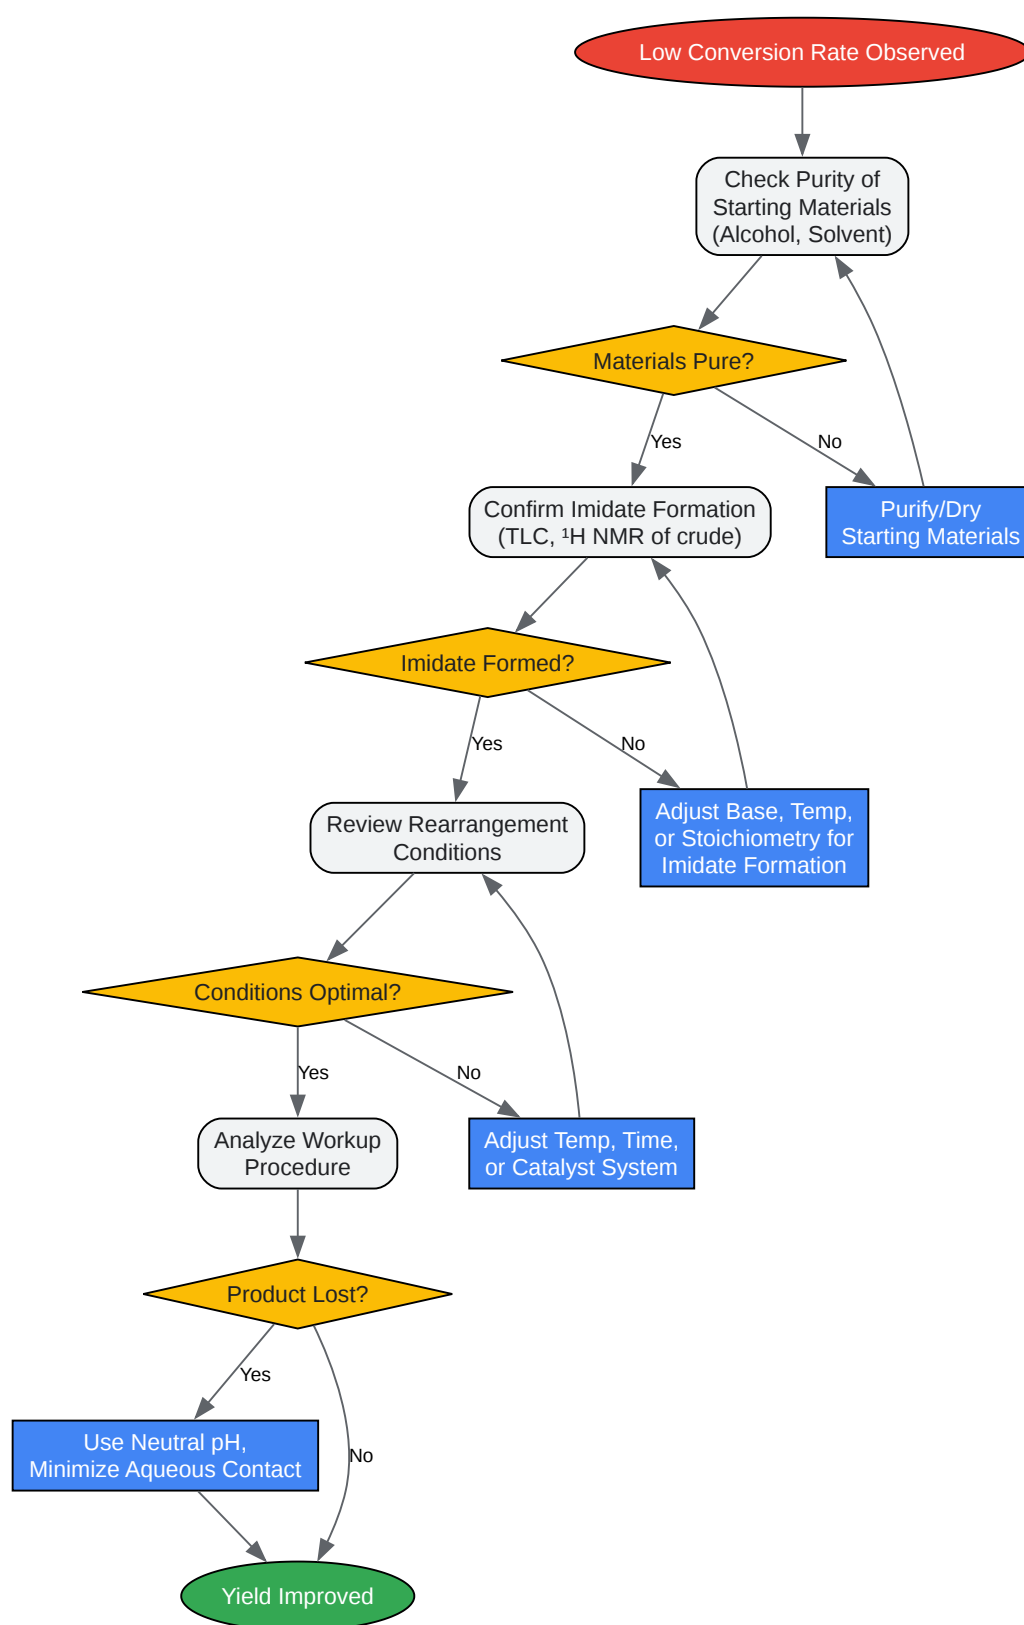 Low Conversion Rate Observed
Check Purity of
Starting Materials
(Alcohol, Solvent)
Materials Pure?
Yes
No
Confirm Imidate Formation
(TLC, ¹H NMR of crude)
Purify/Dry
Starting Materials
Imidate Formed?
Yes
No
Review Rearrangement
Conditions
Adjust Base, Temp,
or Stoichiometry for
Imidate Formation
Conditions Optimal?
Yes
No
Analyze Workup
Procedure
Adjust Temp, Time,
or Catalyst System
Product Lost?
Yes
No
Use Neutral pH,
Minimize Aqueous Contact
Yield Improved